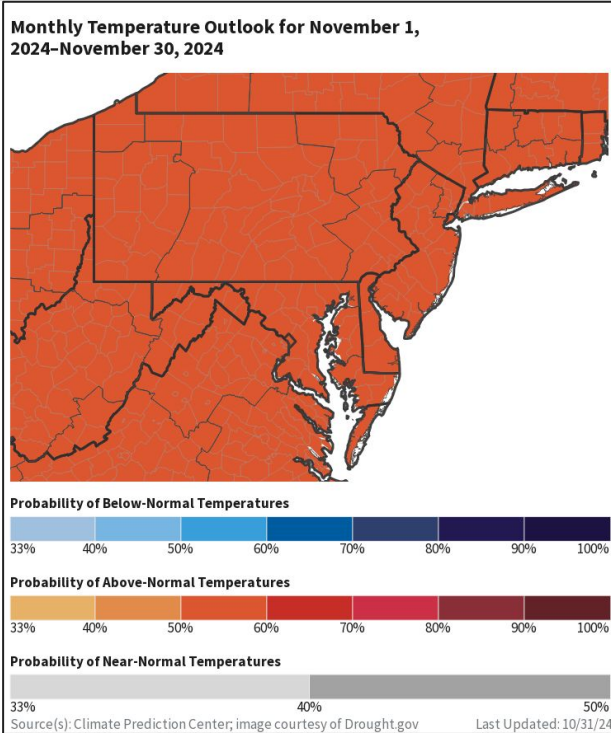 Monthly Temperature Outlook for November 1,
2024–November 30, 2024
Probability of Below-Normal Temperatures
33% 40% 50% 60% 70% 80% 90% 100%
Probability of Above-Normal Temperatures
33% 40% 50% 60% 70% 80% 90% 100%
Probability of Near-Normal Temperatures
33% 40% 50%
Source(s): Climate Prediction Center; image courtesy of Drought.gov Last Updated: 10/31/24